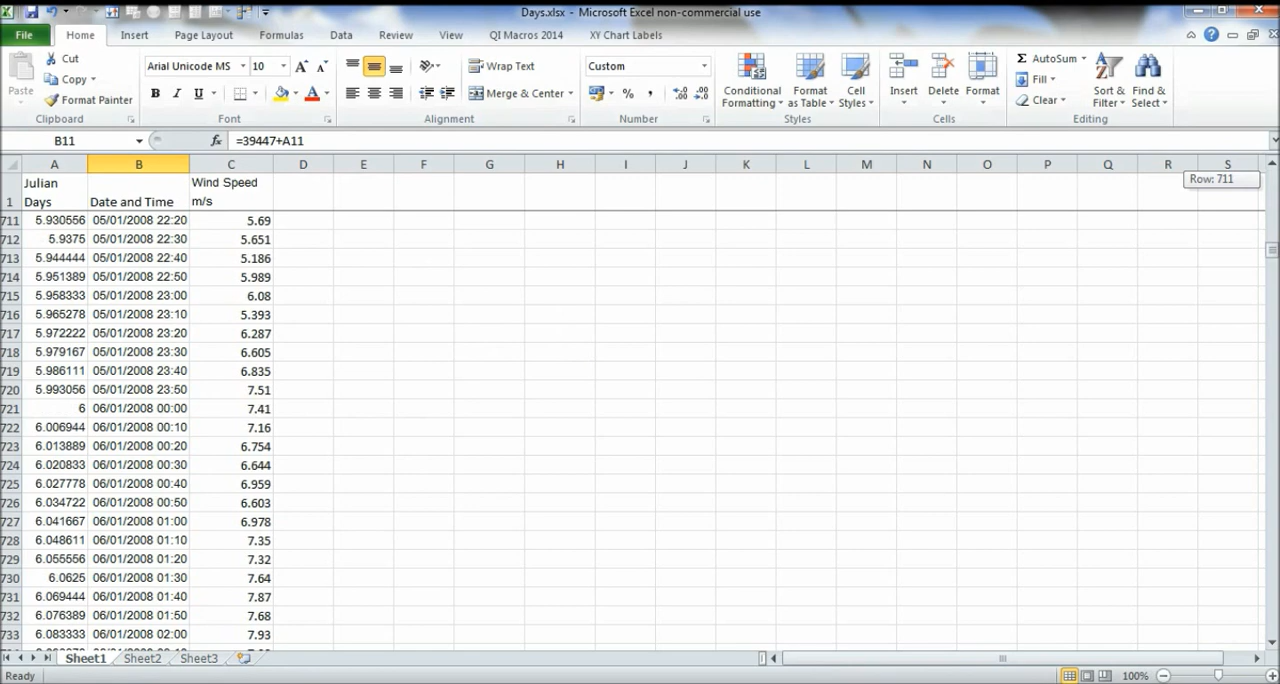 Days.xlsx - Microsoft Excel non-commercial use
File Home Insert Page Layout Formulas Data Review View QI Macros 2014 XY Chart Labels
Paste Cut Copy Format Painter
Clipboard
Arial Unicode MS 10
B I U
Font
Wrap Text
Merge & Center
Alignment
Custom
Number
Conditional Formatting Format as Table Cell Styles
Styles
Insert Delete Format
Cells
Σ AutoSum Fill Clear Sort & Filter Find & Select
Editing
B11 fx =39447+A11
A B C D E F G H I J K L M N O P Q R S
Row: 711
1 Julian Days Date and Time Wind Speed m/s
711 5.930556 05/01/2008 22:20 5.69
712 5.9375 05/01/2008 22:30 5.651
713 5.944444 05/01/2008 22:40 5.186
714 5.951389 05/01/2008 22:50 5.989
715 5.958333 05/01/2008 23:00 6.08
716 5.965278 05/01/2008 23:10 5.393
717 5.972222 05/01/2008 23:20 6.287
718 5.979167 05/01/2008 23:30 6.605
719 5.986111 05/01/2008 23:40 6.835
720 5.993056 05/01/2008 23:50 7.51
721 6 06/01/2008 00:00 7.41
722 6.006944 06/01/2008 00:10 7.16
723 6.013889 06/01/2008 00:20 6.754
724 6.020833 06/01/2008 00:30 6.644
725 6.027778 06/01/2008 00:40 6.959
726 6.034722 06/01/2008 00:50 6.603
727 6.041667 06/01/2008 01:00 6.978
728 6.048611 06/01/2008 01:10 7.35
729 6.055556 06/01/2008 01:20 7.32
730 6.0625 06/01/2008 01:30 7.64
731 6.069444 06/01/2008 01:40 7.87
732 6.076389 06/01/2008 01:50 7.68
733 6.083333 06/01/2008 02:00 7.93
Sheet1 Sheet2 Sheet3
Ready 100%